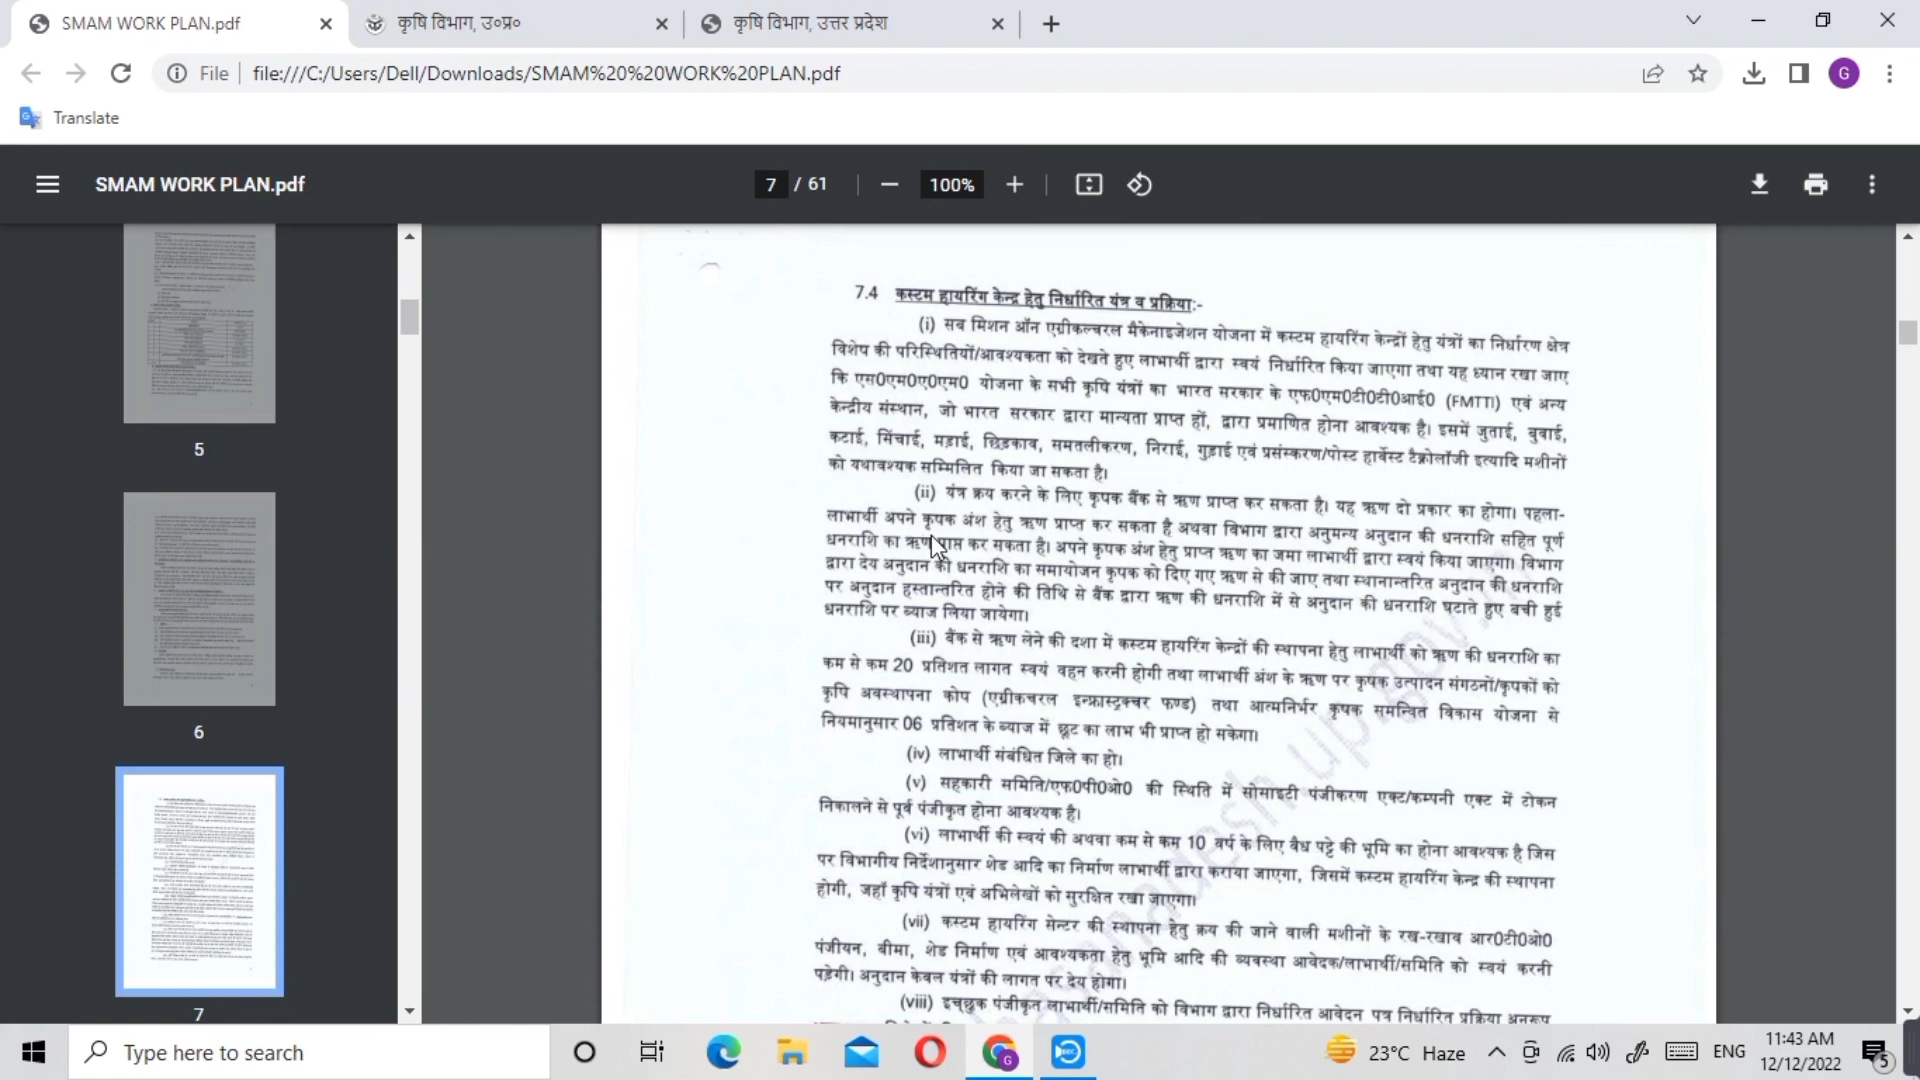 SMAM WORK PLAN.pdf
कृषि विभाग, उ०प्र०
कृषि विभाग, उत्तर प्रदेश
File
file:///C:/Users/Dell/Downloads/SMAM%20%20WORK%20PLAN.pdf
G
Translate
SMAM WORK PLAN.pdf
7 / 61
100%
5
6
7
7.4 कस्टम हायरिंग केन्द्र हेतु निर्धारित यंत्र व प्रक्रिया:-
(i) सब मिशन ऑन एग्रीकल्चरल मैकेनाइजेशन योजना में कस्टम हायरिंग केन्द्रों हेतु यंत्रों का निर्धारण क्षेत्र
विशेष की परिस्थितियों/आवश्यकता को देखते हुए लाभार्थी द्वारा स्वयं निर्धारित किया जाएगा तथा यह ध्यान रखा जाए
कि एस0एम0ए0एम0 योजना के सभी कृषि यंत्रों का भारत सरकार के एफ0एम0टी0टी0आई0 (FMTTI) एवं अन्य
केन्द्रीय संस्थान, जो भारत सरकार द्वारा मान्यता प्राप्त हों, द्वारा प्रमाणित होना आवश्यक है। इसमें जुताई, बुवाई,
कटाई, सिंचाई, मड़ाई, छिड़काव, समतलीकरण, निराई, गुड़ाई एवं प्रसंस्करण/पोस्ट हार्वेस्ट टैक्नोलॉजी इत्यादि मशीनों
को यथावश्यक सम्मिलित किया जा सकता है।
(ii) यंत्र क्रय करने के लिए कृषक बैंक से ऋण प्राप्त कर सकता है। यह ऋण दो प्रकार का होगा। पहला-
लाभार्थी अपने कृषक अंश हेतु ऋण प्राप्त कर सकता है अथवा विभाग द्वारा अनुमन्य अनुदान की धनराशि सहित पूर्ण
धनराशि का ऋण प्राप्त कर सकता है। अपने कृषक अंश हेतु प्राप्त ऋण का जमा लाभार्थी द्वारा स्वयं किया जाएगा। विभाग
द्वारा देय अनुदान की धनराशि का समायोजन कृषक को दिए गए ऋण से की जाए तथा स्थानान्तरित अनुदान की धनराशि
पर अनुदान हस्तान्तरित होने की तिथि से बैंक द्वारा ऋण की धनराशि में से अनुदान की धनराशि घटाते हुए बची हुई
धनराशि पर ब्याज लिया जायेगा।
(iii) बैंक से ऋण लेने की दशा में कस्टम हायरिंग केन्द्रों की स्थापना हेतु लाभार्थी को ऋण की धनराशि का
कम से कम 20 प्रतिशत लागत स्वयं वहन करनी होगी तथा लाभार्थी अंश के ऋण पर कृषक उत्पादन संगठनों/कृषकों को
कृषि अवस्थापना कोष (एग्रीकचरल इन्फ्रास्ट्रक्चर फण्ड) तथा आत्मनिर्भर कृषक समन्वित विकास योजना से
नियमानुसार 06 प्रतिशत के ब्याज में छूट का लाभ भी प्राप्त हो सकेगा।
(iv) लाभार्थी संबंधित जिले का हो।
(v) सहकारी समिति/एफ0पी0ओ0 की स्थिति में सोसाइटी पंजीकरण एक्ट/कम्पनी एक्ट में टोकन
निकालने से पूर्व पंजीकृत होना आवश्यक है।
(vi) लाभार्थी की स्वयं की अथवा कम से कम 10 वर्ष के लिए वैध पट्टे की भूमि का होना आवश्यक है जिस
पर विभागीय निर्देशानुसार शेड आदि का निर्माण लाभार्थी द्वारा कराया जाएगा, जिसमें कस्टम हायरिंग केन्द्र की स्थापना
होगी, जहाँ कृषि यंत्रों एवं अभिलेखों को सुरक्षित रखा जाएगा।
(vii) कस्टम हायरिंग सेन्टर की स्थापना हेतु क्रय की जाने वाली मशीनों के रख-रखाव आर0टी0ओ0
पंजीयन, बीमा, शेड निर्माण एवं आवश्यकता हेतु भूमि आदि की व्यवस्था आवेदक/लाभार्थी/समिति को स्वयं करनी
पड़ेगी। अनुदान केवल यंत्रों की लागत पर देय होगा।
(viii) इच्छुक पंजीकृत लाभार्थी/समिति को विभाग द्वारा निर्धारित आवेदन पत्र निर्धारित प्रक्रिया अनुरूप
Type here to search
23°C Haze
ENG
11:43 AM
12/12/2022
5